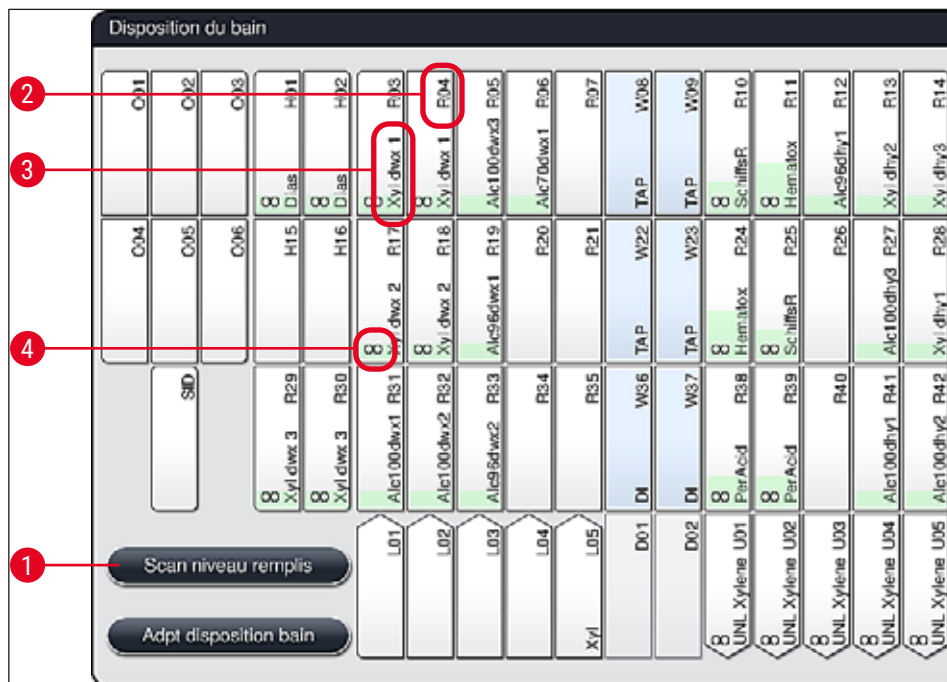 Disposition du bain
O01
O02
O03
∞ Dias H01
∞ Dias H02
∞ Xyl dwx 1 R03
∞ Xyl dwx 1 R04
Alc100dwx3 R05
Alc70dwx1 R06
R07
TAP W08
TAP W09
∞ SchiffsR R10
∞ Hematox R11
Alc96dhy1 R12
Xyl dhy2 R13
Xyl dhy3 R14
O04
O05
O06
H15
H16
∞ Xyl dwx 2 R17
∞ Xyl dwx 2 R18
Alc96dwx1 R19
R20
R21
TAP W22
TAP W23
∞ Hematox R24
∞ SchiffsR R25
R26
Alc100dhy3 R27
Xyl dhy1 R28
SID
∞ Xyl dwx 3 R29
∞ Xyl dwx 3 R30
Alc100dwx1 R31
Alc100dwx2 R32
Alc96dwx2 R33
R34
R35
DI W36
DI W37
∞ PerAcid R38
∞ PerAcid R39
R40
Alc100dhy1 R41
Alc100dhy2 R42
L01
L02
L03
L04
Xyl L05
D01
D02
∞ UNL Xylene U01
∞ UNL Xylene U02
∞ UNL Xylene U03
∞ UNL Xylene U04
∞ UNL Xylene U05
Scan niveau remplis
Adpt disposition bain
2
3
4
1